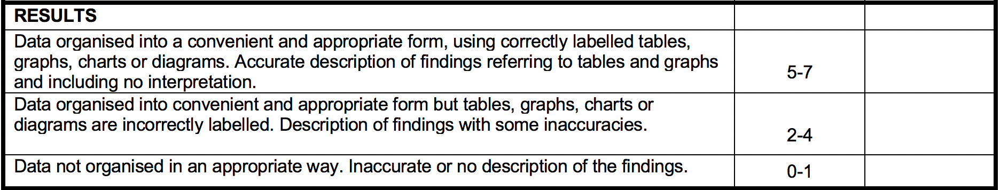 RESULTS
Data organised into a convenient and appropriate form, using correctly labelled tables,
graphs, charts or diagrams. Accurate description of findings referring to tables and graphs
and including no interpretation.
5-7
Data organised into convenient and appropriate form but tables, graphs, charts or
diagrams are incorrectly labelled. Description of findings with some inaccuracies.
2-4
Data not organised in an appropriate way. Inaccurate or no description of the findings.
0-1